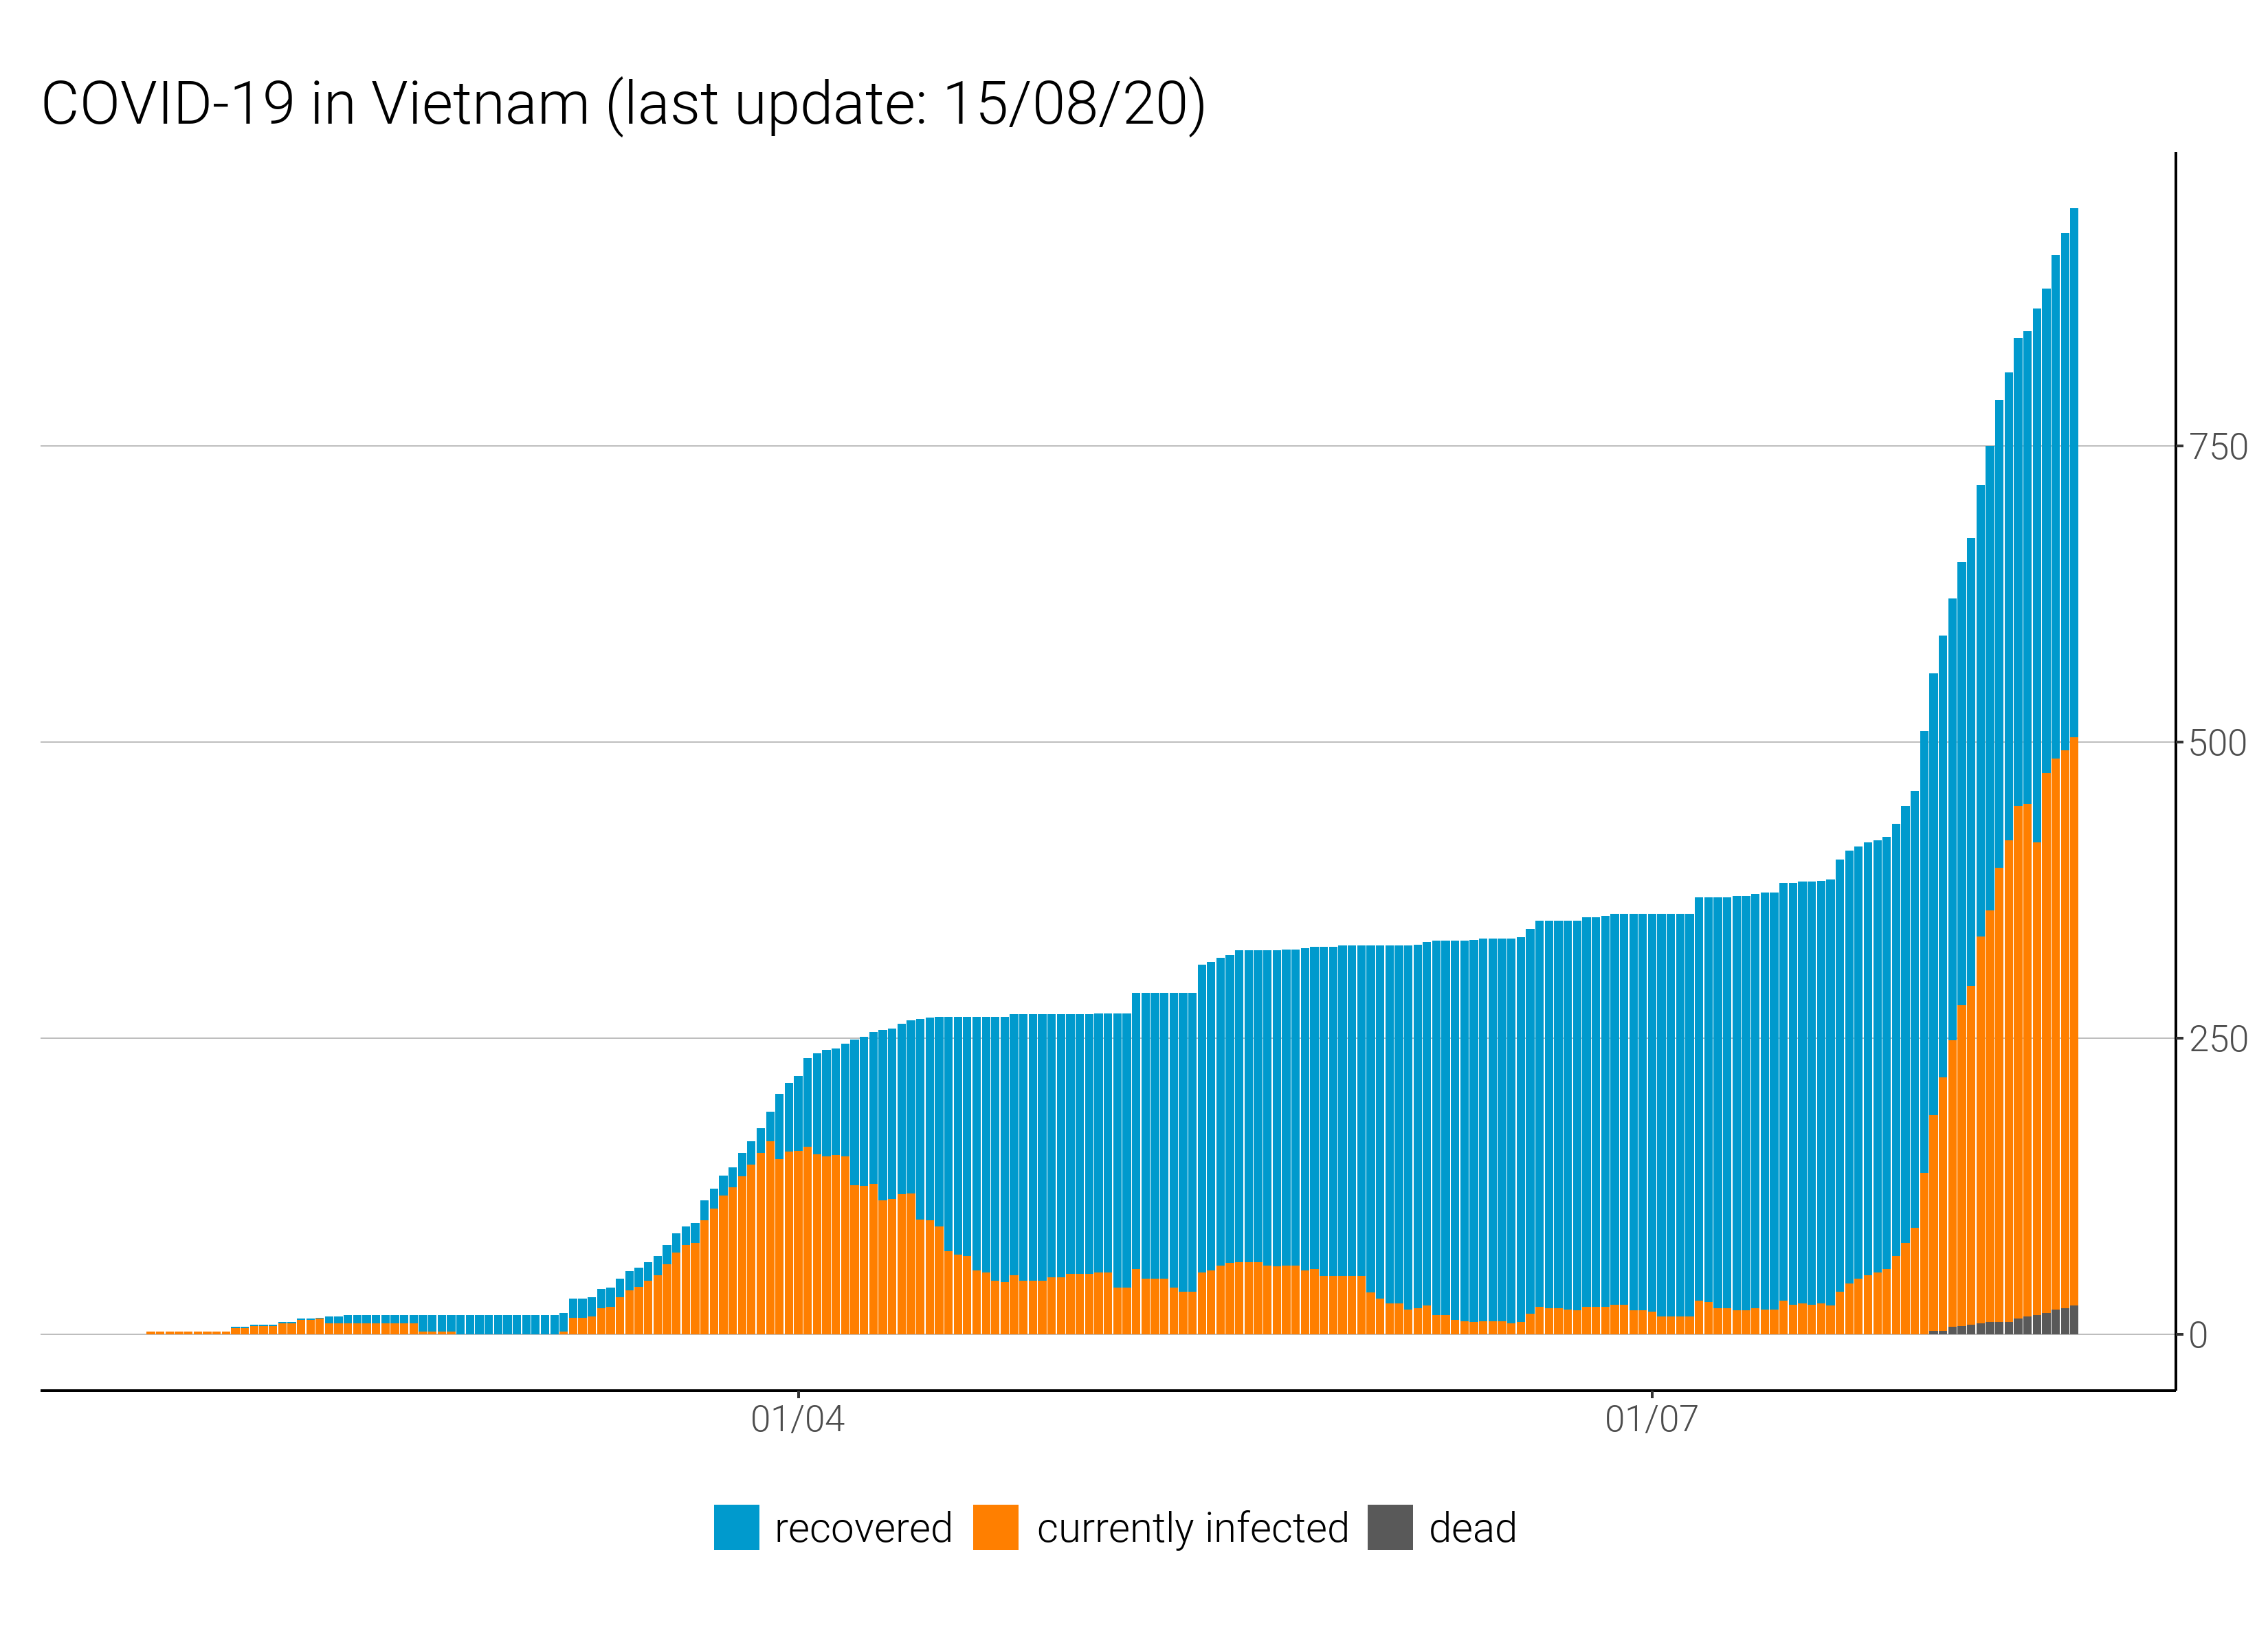 COVID-19 in Vietnam (last update: 15/08/20)
750
500
250
0
01/04 01/07
recovered currently infected dead